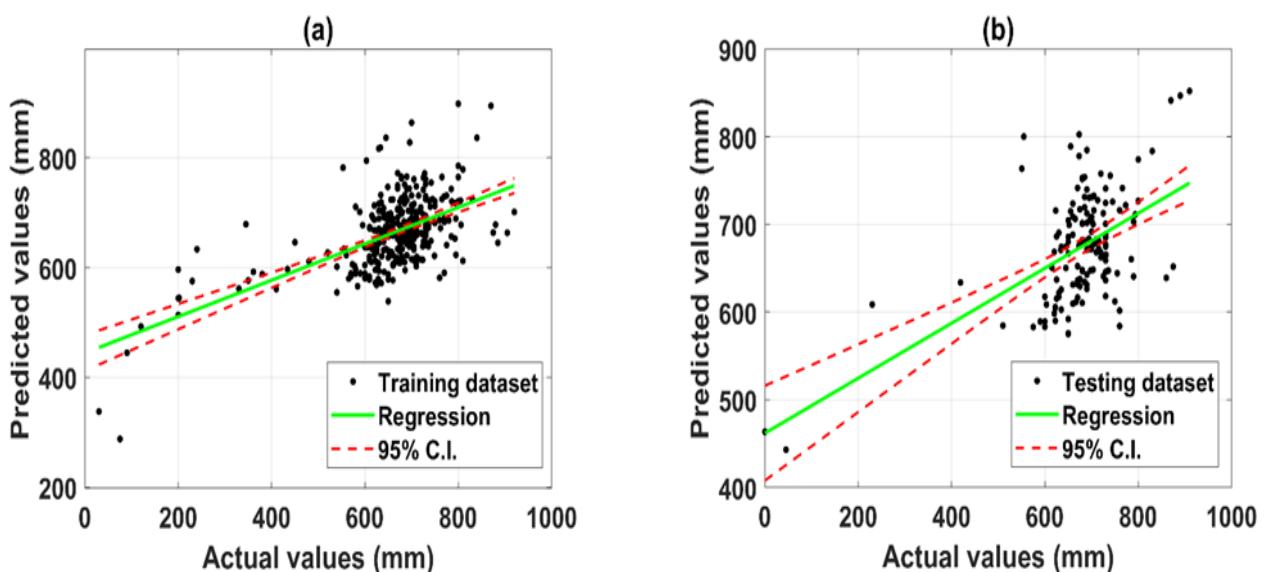 (a)
Predicted values (mm)
800
600
400
200
0 200 400 600 800 1000
Actual values (mm)
Training dataset
Regression
95% C.I.
(b)
Predicted values (mm)
900
800
700
600
500
400
0 200 400 600 800 1000
Actual values (mm)
Testing dataset
Regression
95% C.I.